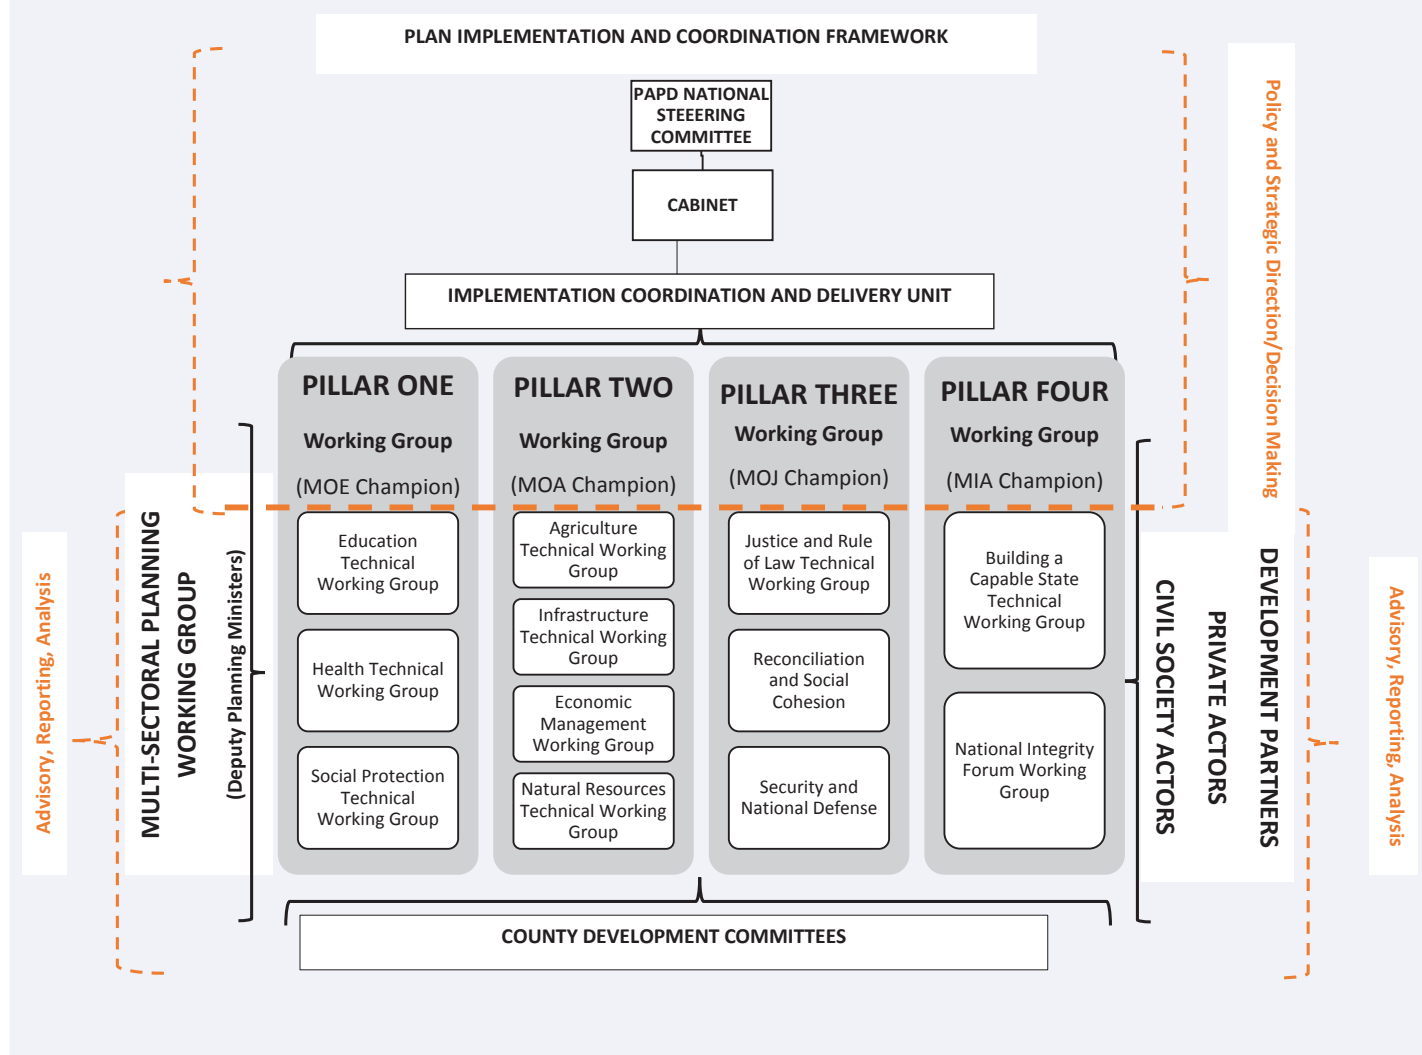 PLAN IMPLEMENTATION AND COORDINATION FRAMEWORK
PAPD NATIONAL
STEEERING
COMMITTEE
CABINET
IMPLEMENTATION COORDINATION AND DELIVERY UNIT
PILLAR ONE
Working Group
(MOE Champion)
Education
Technical
Working Group
Health Technical
Working Group
Social Protection
Technical
Working Group
PILLAR TWO
Working Group
(MOA Champion)
Agriculture
Technical Working
Group
Infrastructure
Technical Working
Group
Economic
Management
Working Group
Natural Resources
Technical Working
Group
PILLAR THREE
Working Group
(MOJ Champion)
Justice and Rule
of Law Technical
Working Group
Reconciliation
and Social
Cohesion
Security and
National Defense
PILLAR FOUR
Working Group
(MIA Champion)
Building a
Capable State
Technical
Working Group
National Integrity
Forum Working
Group
COUNTY DEVELOPMENT COMMITTEES
Advisory, Reporting, Analysis
MULTI-SECTORAL PLANNING
WORKING GROUP
(Deputy Planning Ministers)
Policy and Strategic Direction/Decision Making
DEVELOPMENT PARTNERS
PRIVATE ACTORS
CIVIL SOCIETY ACTORS
Advisory, Reporting, Analysis